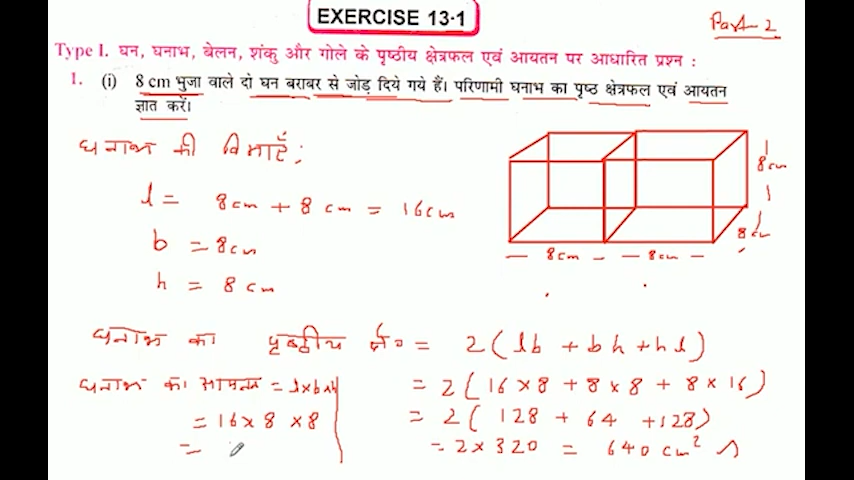 EXERCISE 13·1
Part 2
Type I. घन, घनाभ, बेलन, शंकु और गोले के पृष्ठीय क्षेत्रफल एवं आयतन पर आधारित प्रश्न :
1. (i) 8 cm भुजा वाले दो घन बराबर से जोड़ दिये गये हैं। परिणामी घनाभ का पृष्ठ क्षेत्रफल एवं आयतन
ज्ञात करें।
घनाभ की विमाएँ:
l = 8 cm + 8 cm = 16 cm
b = 8 cm
h = 8 cm
8 cm
8 cm
8 cm 8 cm
घनाभ का पृष्ठीय क्षे० = 2(lb + bh + hl)
= 2(16 × 8 + 8 × 8 + 8 × 16)
= 2(128 + 64 + 128)
= 2 × 320 = 640 cm²
घनाभ का आयतन = l×b×h
= 16 × 8 × 8
=